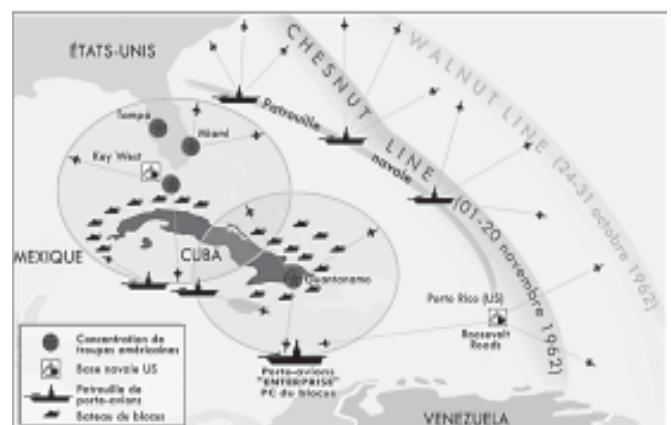 ÉTATS-UNIS
Tampa
Miami
Key West
MEXIQUE
CUBA
Guantanamo
Patrouille
navale
CHESNUT LINE (01-20 novembre 1962)
WALNUT LINE (24-31 octobre 1962)
Porto Rico (US)
Roosevelt
Roads
Porte-avions
"ENTERPRISE"
PC du blocus
VENEZUELA
Concentration de
troupes américaines
Base navale US
Patrouille de
porte-avions
Bateau du blocus